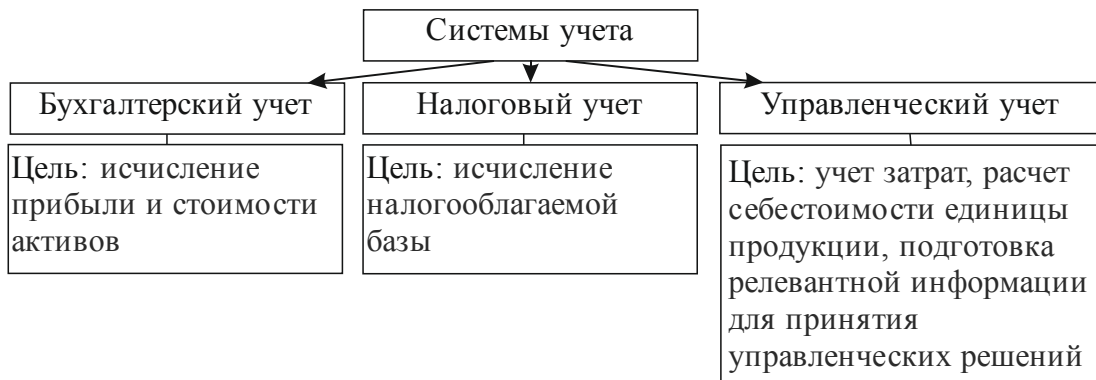 Системы учета
Бухгалтерский учет
Налоговый учет
Управленческий учет
Цель: исчисление
прибыли и стоимости
активов
Цель: исчисление
налогооблагаемой
базы
Цель: учет затрат, расчет
себестоимости единицы
продукции, подготовка
релевантной информации
для принятия
управленческих решений